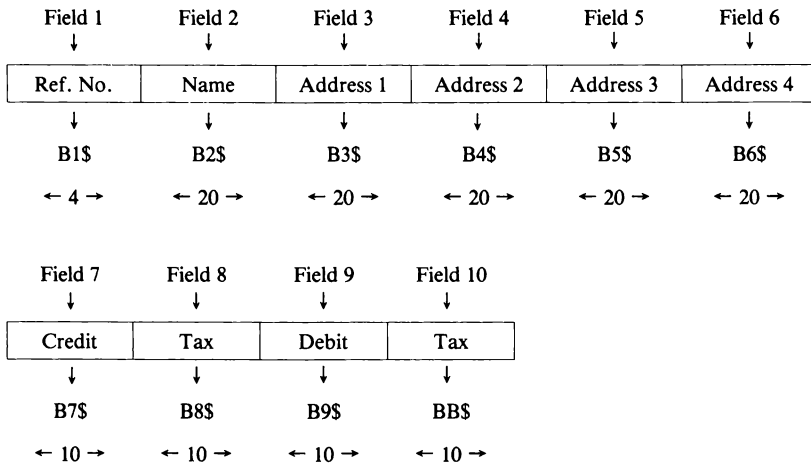 Field 1 Field 2 Field 3 Field 4 Field 5 Field 6
↓ ↓ ↓ ↓ ↓ ↓
Ref. No. Name Address 1 Address 2 Address 3 Address 4
↓ ↓ ↓ ↓ ↓ ↓
B1$ B2$ B3$ B4$ B5$ B6$
← 4 → ← 20 → ← 20 → ← 20 → ← 20 → ← 20 →
Field 7 Field 8 Field 9 Field 10
↓ ↓ ↓ ↓
Credit Tax Debit Tax
↓ ↓ ↓ ↓
B7$ B8$ B9$ BB$
← 10 → ← 10 → ← 10 → ← 10 →